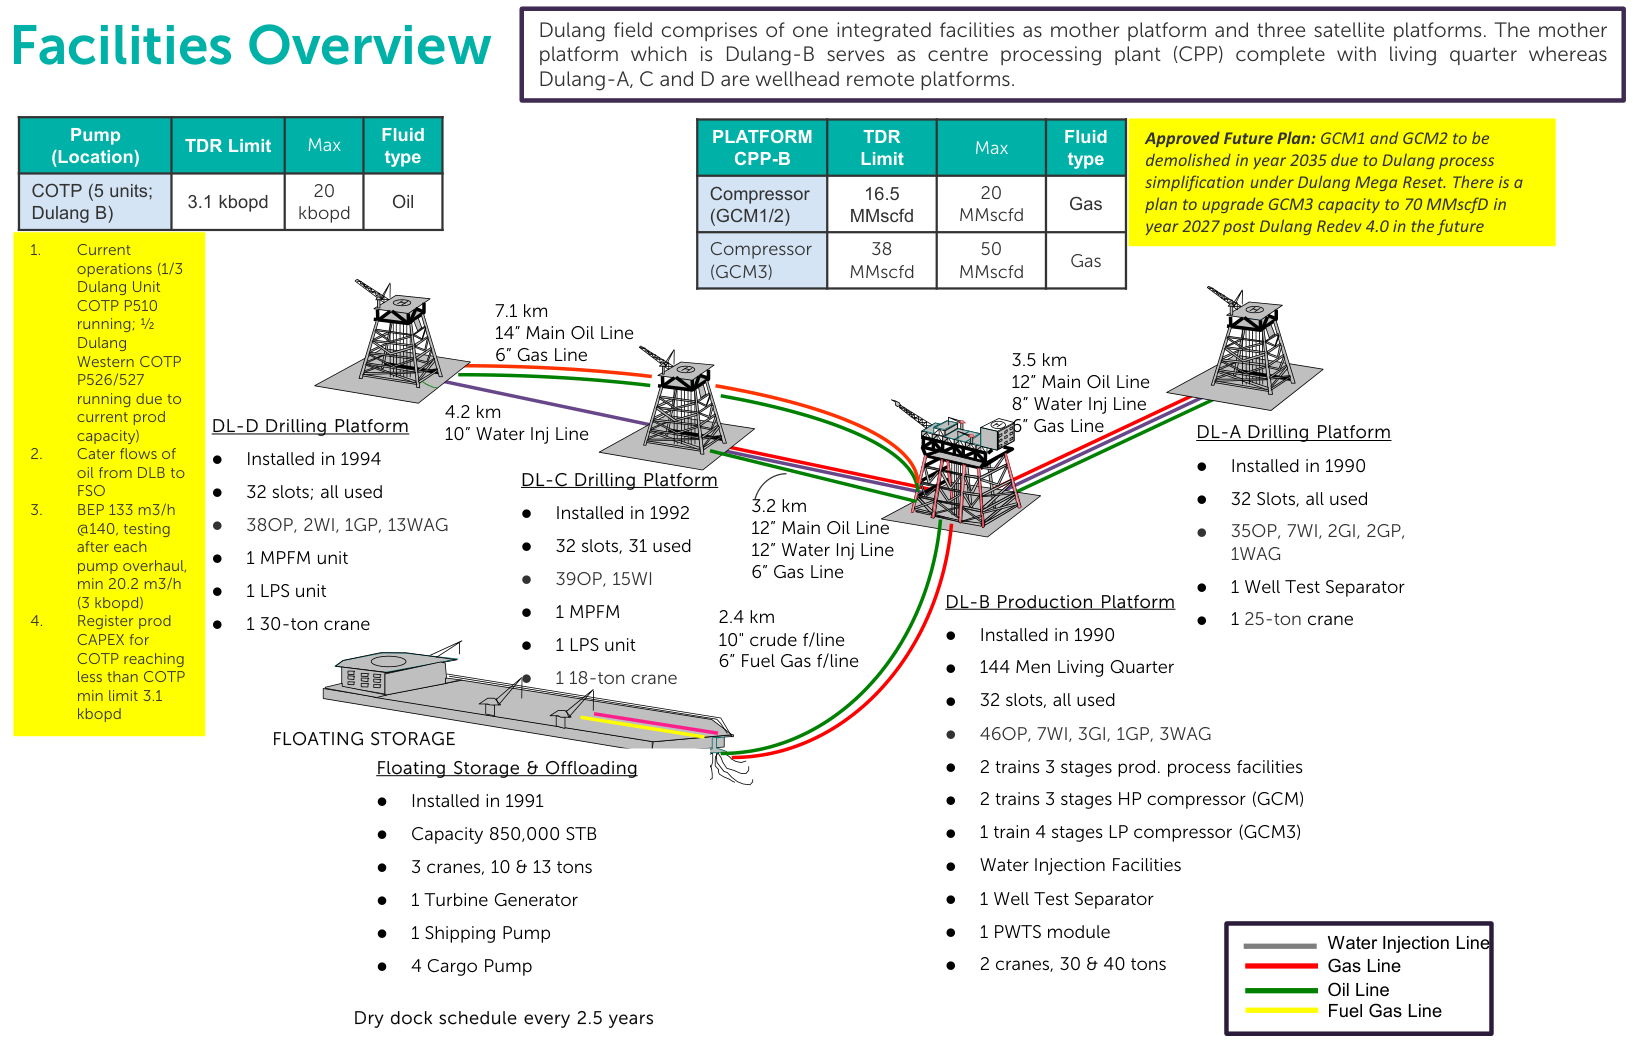 Facilities Overview
Dulang field comprises of one integrated facilities as mother platform and three satellite platforms. The mother
platform which is Dulang-B serves as centre processing plant (CPP) complete with living quarter whereas
Dulang-A, C and D are wellhead remote platforms.
Pump
(Location)
TDR Limit
Max
Fluid
type
COTP (5 units;
Dulang B)
3.1 kbopd
20
kbopd
Oil
PLATFORM
CPP-B
TDR
Limit
Max
Fluid
type
Compressor
(GCM1/2)
16.5
MMscfd
20
MMscfd
Gas
Compressor
(GCM3)
38
MMscfd
50
MMscfd
Gas
Approved Future Plan: GCM1 and GCM2 to be
demolished in year 2035 due to Dulang process
simplification under Dulang Mega Reset. There is a
plan to upgrade GCM3 capacity to 70 MMscfD in
year 2027 post Dulang Redev 4.0 in the future
1. Current
operations (1/3
Dulang Unit
COTP P510
running; ½
Dulang
Western COTP
P526/527
running due to
current prod
capacity)
2. Cater flows of
oil from DLB to
FSO
3. BEP 133 m3/h
@140, testing
after each
pump overhaul,
min 20.2 m3/h
(3 kbopd)
4. Register prod
CAPEX for
COTP reaching
less than COTP
min limit 3.1
kbopd
7.1 km
14” Main Oil Line
6” Gas Line
4.2 km
10” Water Inj Line
3.5 km
12” Main Oil Line
8” Water Inj Line
6” Gas Line
3.2 km
12” Main Oil Line
12” Water Inj Line
6” Gas Line
2.4 km
10" crude f/line
6” Fuel Gas f/line
DL-D Drilling Platform
● Installed in 1994
● 32 slots; all used
● 38OP, 2WI, 1GP, 13WAG
● 1 MPFM unit
● 1 LPS unit
● 1 30-ton crane
DL-C Drilling Platform
● Installed in 1992
● 32 slots, 31 used
● 39OP, 15WI
● 1 MPFM
● 1 LPS unit
● 1 18-ton crane
DL-A Drilling Platform
● Installed in 1990
● 32 Slots, all used
● 35OP, 7WI, 2GI, 2GP,
1WAG
● 1 Well Test Separator
● 1 25-ton crane
DL-B Production Platform
● Installed in 1990
● 144 Men Living Quarter
● 32 slots, all used
● 46OP, 7WI, 3GI, 1GP, 3WAG
● 2 trains 3 stages prod. process facilities
● 2 trains 3 stages HP compressor (GCM)
● 1 train 4 stages LP compressor (GCM3)
● Water Injection Facilities
● 1 Well Test Separator
● 1 PWTS module
● 2 cranes, 30 & 40 tons
FLOATING STORAGE
Floating Storage & Offloading
● Installed in 1991
● Capacity 850,000 STB
● 3 cranes, 10 & 13 tons
● 1 Turbine Generator
● 1 Shipping Pump
● 4 Cargo Pump
Dry dock schedule every 2.5 years
Water Injection Line
Gas Line
Oil Line
Fuel Gas Line